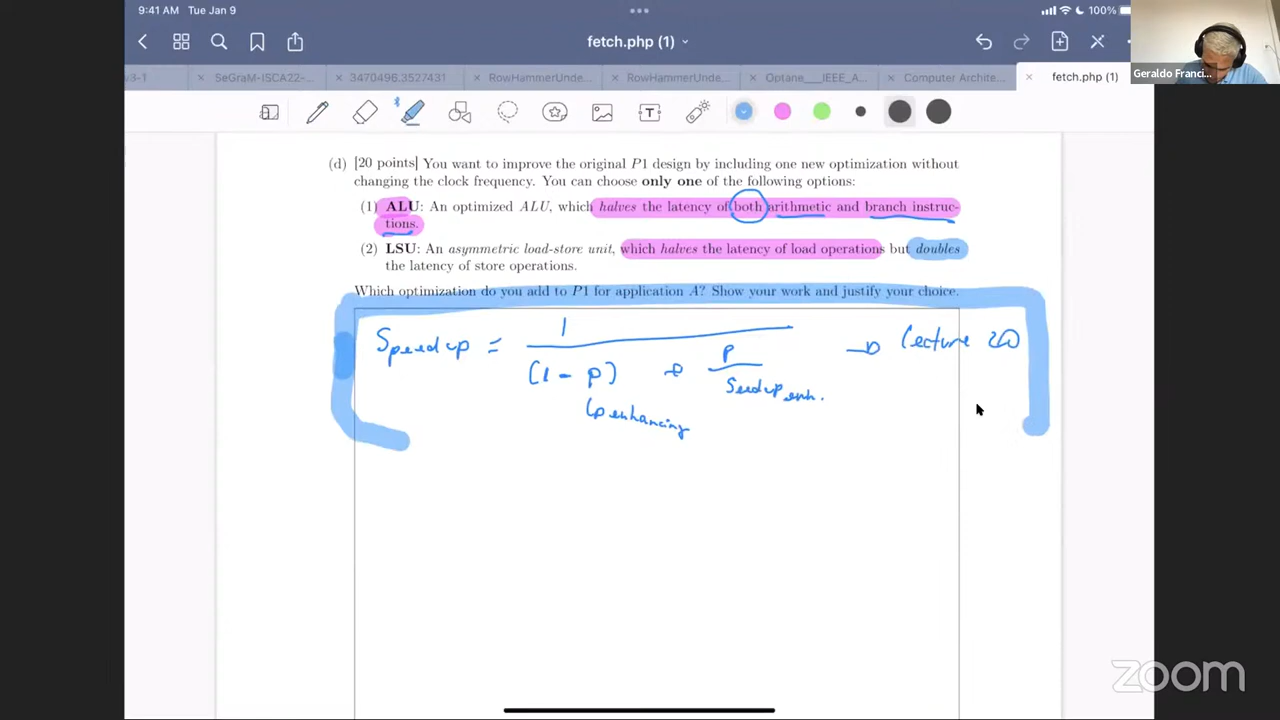 9:41 AM Tue Jan 9
100%
fetch.php (1)
v3-1
SeGraM-ISCA22-...
3470496.3527431
RowHammerUnde...
RowHammerUnde...
Optane___IEEE_A...
Computer Archite...
fetch.php (1)
Geraldo Franci...
(d) [20 points] You want to improve the original P1 design by including one new optimization without
changing the clock frequency. You can choose only one of the following options:
(1) ALU: An optimized ALU, which halves the latency of both arithmetic and branch instruc-
tions.
(2) LSU: An asymmetric load-store unit, which halves the latency of load operations but doubles
the latency of store operations.
Which optimization do you add to P1 for application A? Show your work and justify your choice.
Speedup = 1
(1 - P) + P
Seedup enh.
enhancing
lecture
zoom